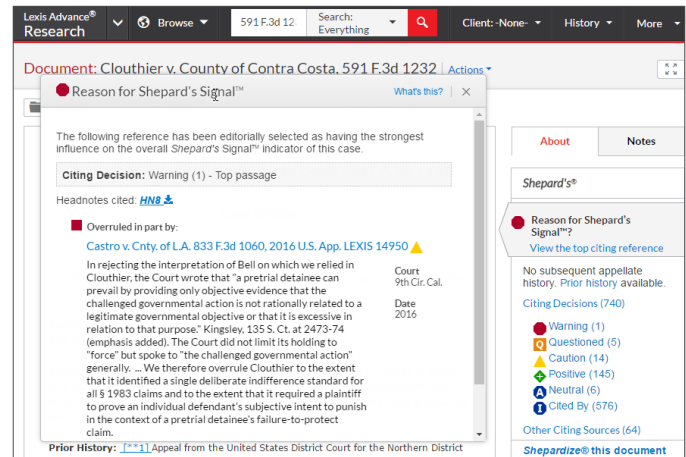 Lexis Advance®
Research
Browse
591 F.3d 12
Search:
Everything
Client: -None-
History
More
Document: Clouthier v. County of Contra Costa, 591 F.3d 1232
Actions
Reason for Shepard's Signal™
What's this?
The following reference has been editorially selected as having the strongest
influence on the overall Shepard's Signal™ indicator of this case.
Citing Decision: Warning (1) - Top passage
Headnotes cited: HN8
Overruled in part by:
Castro v. Cnty. of L.A. 833 F.3d 1060, 2016 U.S. App. LEXIS 14950
In rejecting the interpretation of Bell on which we relied in
Clouthier, the Court wrote that "a pretrial detainee can
prevail by providing only objective evidence that the
challenged governmental action is not rationally related to a
legitimate governmental objective or that it is excessive in
relation to that purpose." Kingsley, 135 S. Ct. at 2473-74
(emphasis added). The Court did not limit its holding to
"force" but spoke to "the challenged governmental action"
generally. ... We therefore overrule Clouthier to the extent
that it identified a single deliberate indifference standard for
all § 1983 claims and to the extent that it required a plaintiff
to prove an individual defendant's subjective intent to punish
in the context of a pretrial detainee's failure-to-protect
claim.
Court
9th Cir. Cal.
Date
2016
Prior History: [**1] Appeal from the United States District Court for the Northern District
About
Notes
Shepard's®
Reason for Shepard's
Signal™?
View the top citing reference
No subsequent appellate
history. Prior history available.
Citing Decisions (740)
Warning (1)
Q Questioned (5)
Caution (14)
Positive (145)
A Neutral (6)
I Cited By (576)
Other Citing Sources (64)
Shepardize® this document